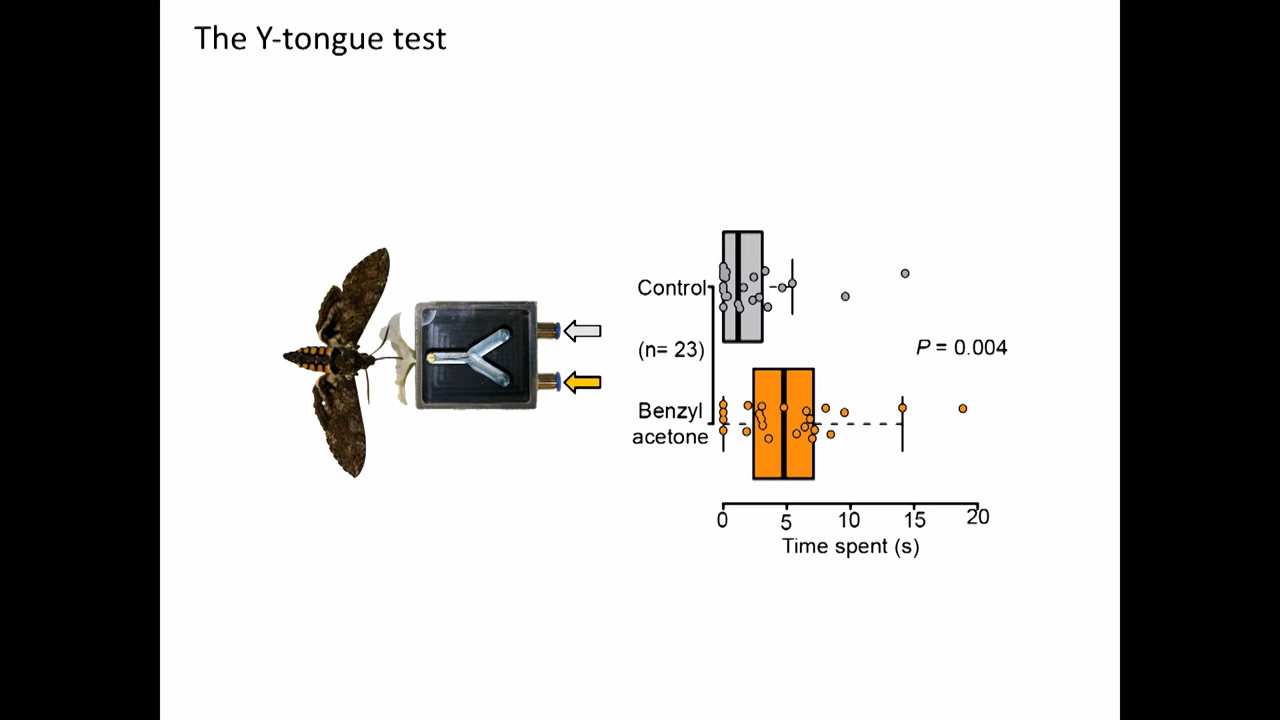 The Y-tongue test
Control
(n= 23)
P = 0.004
Benzyl
acetone
0 5 10 15 20
Time spent (s)